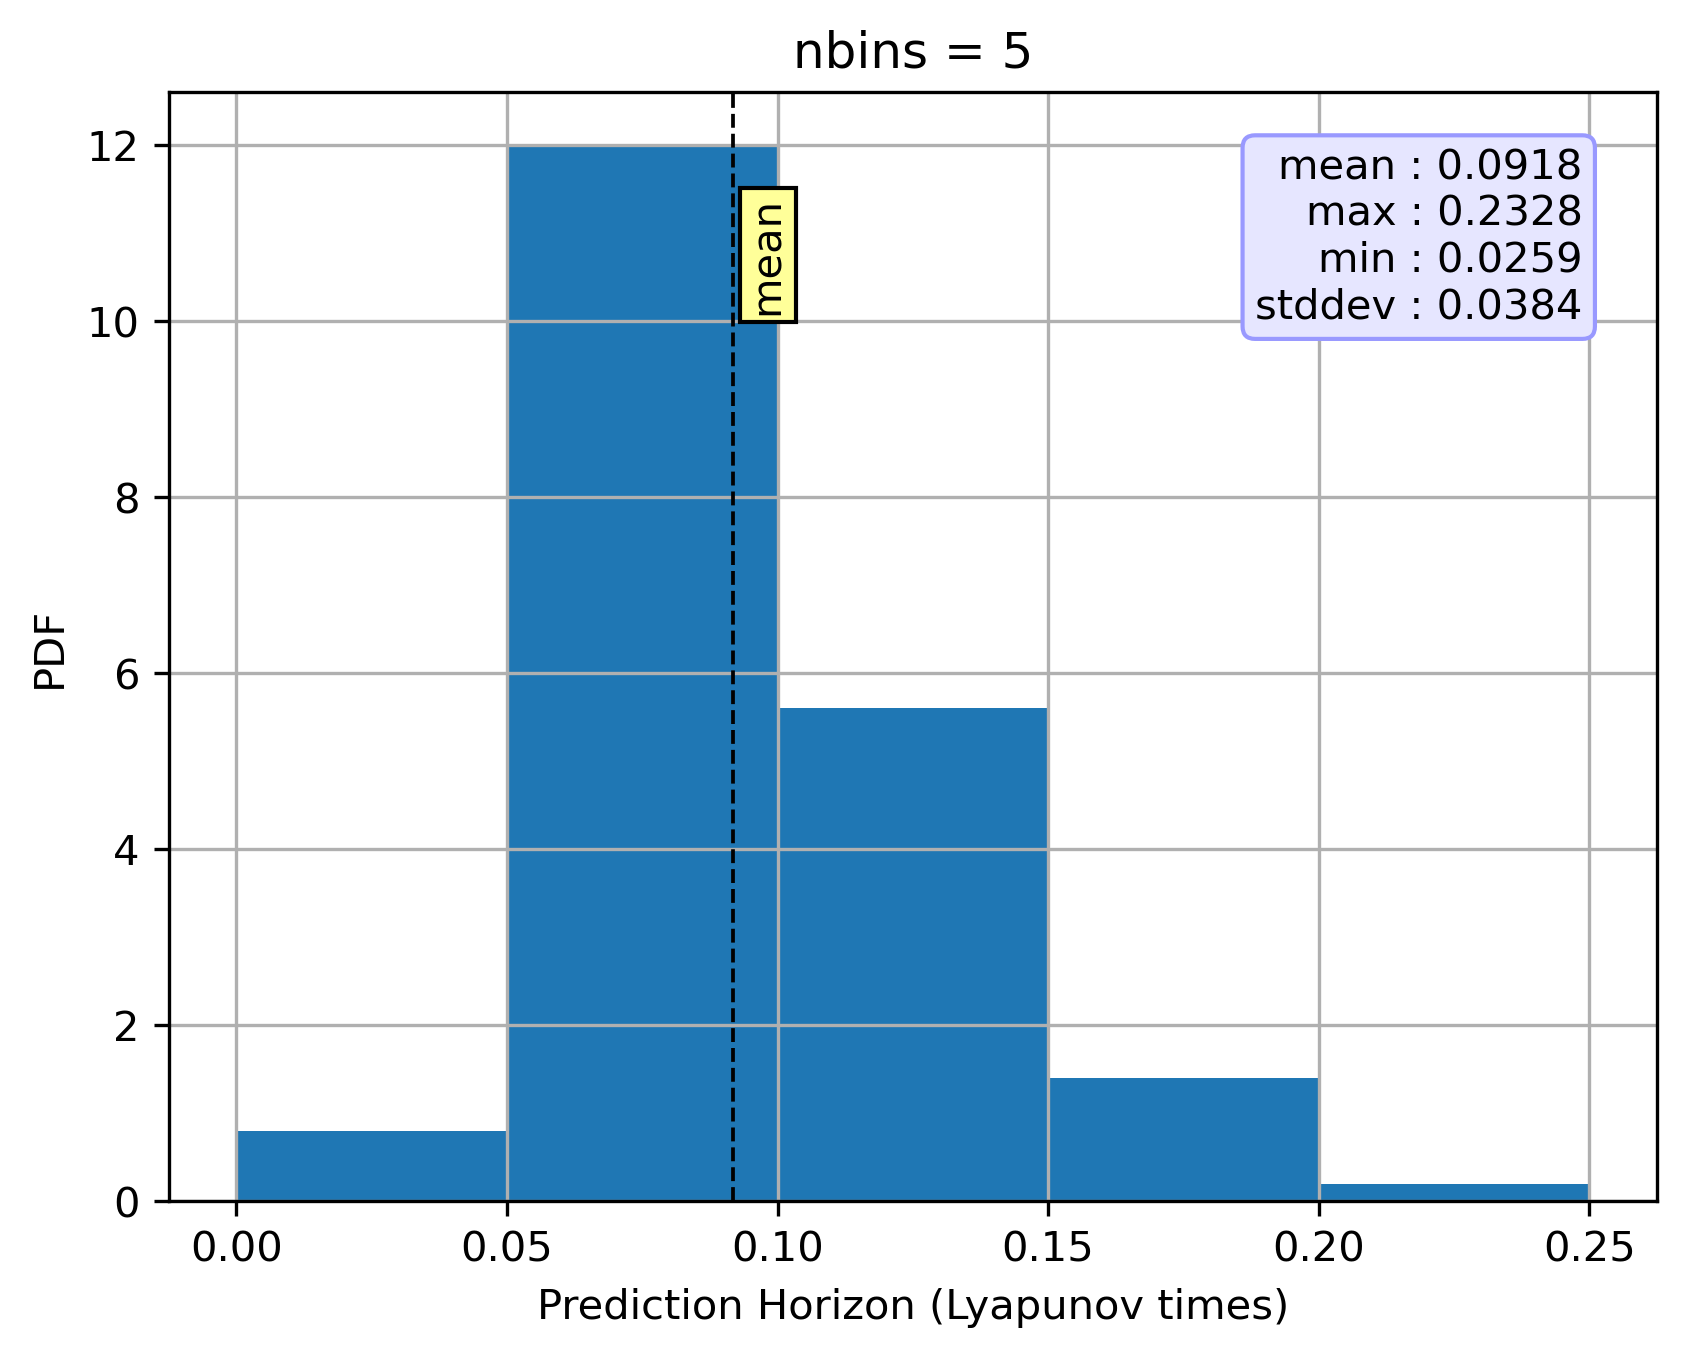 nbins = 5
12
10
8
6
4
2
0
PDF
mean
mean : 0.0918
max : 0.2328
min : 0.0259
stddev : 0.0384
0.00 0.05 0.10 0.15 0.20 0.25
Prediction Horizon (Lyapunov times)